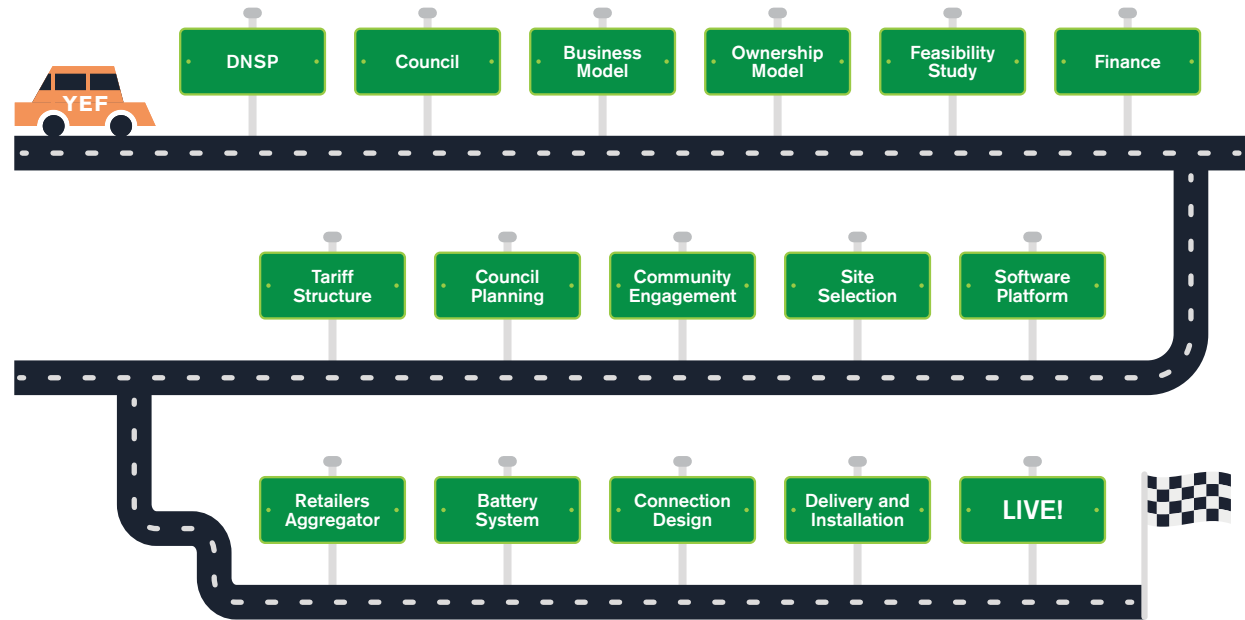 YEF
DNSP
Council
Business
Model
Ownership
Model
Feasibility
Study
Finance
Tariff
Structure
Council
Planning
Community
Engagement
Site
Selection
Software
Platform
Retailers
Aggregator
Battery
System
Connection
Design
Delivery and
Installation
LIVE!